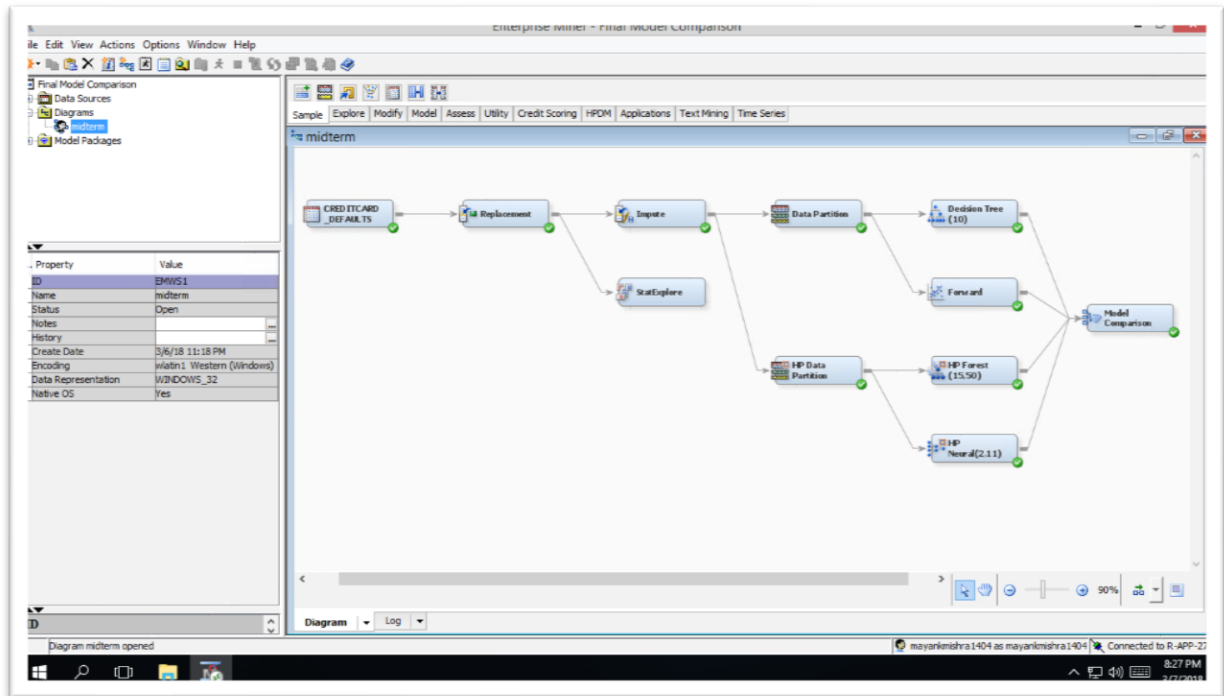 Enterprise Miner - Final Model Comparison
ile Edit View Actions Options Window Help
Final Model Comparison
Data Sources
Diagrams
midterm
Model Packages
Sample Explore Modify Model Assess Utility Credit Scoring HPDM Applications Text Mining Time Series
midterm
CREDITCARD
_DEFAULTS
Replacement
Impute
Data Partition
Decision Tree
(10)
StatExplore
Forward
Model
Comparison
HP Data
Partition
HP Forest
(15,50)
HP
Neural(2.11)
.. Property Value
ID EMWS1
Name midterm
Status Open
Notes ...
History ...
Create Date 3/6/18 11:18 PM
Encoding wlatin1 Western (Windows)
Data Representation WINDOWS_32
Native OS Yes
90%
ID
Diagram Log
Diagram midterm opened
mayankmishra1404 as mayankmishra1404 Connected to R-APP-27
8:27 PM
3/7/2018